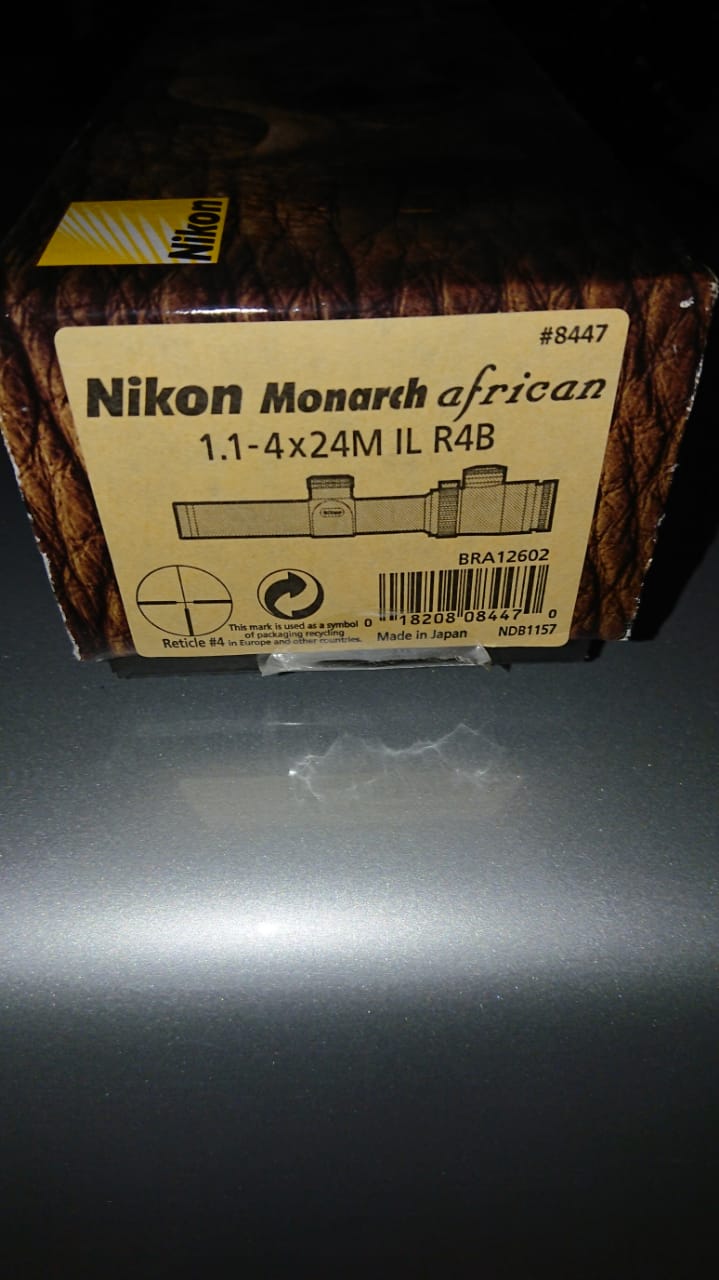 Nikon
#8447
Nikon Monarch african
1.1-4x24M IL R4B
Nikon
BRA12602
0 18208 08447 0
Reticle #4
This mark is used as a symbol
of packaging recycling
in Europe and other countries.
Made in Japan
NDB1157